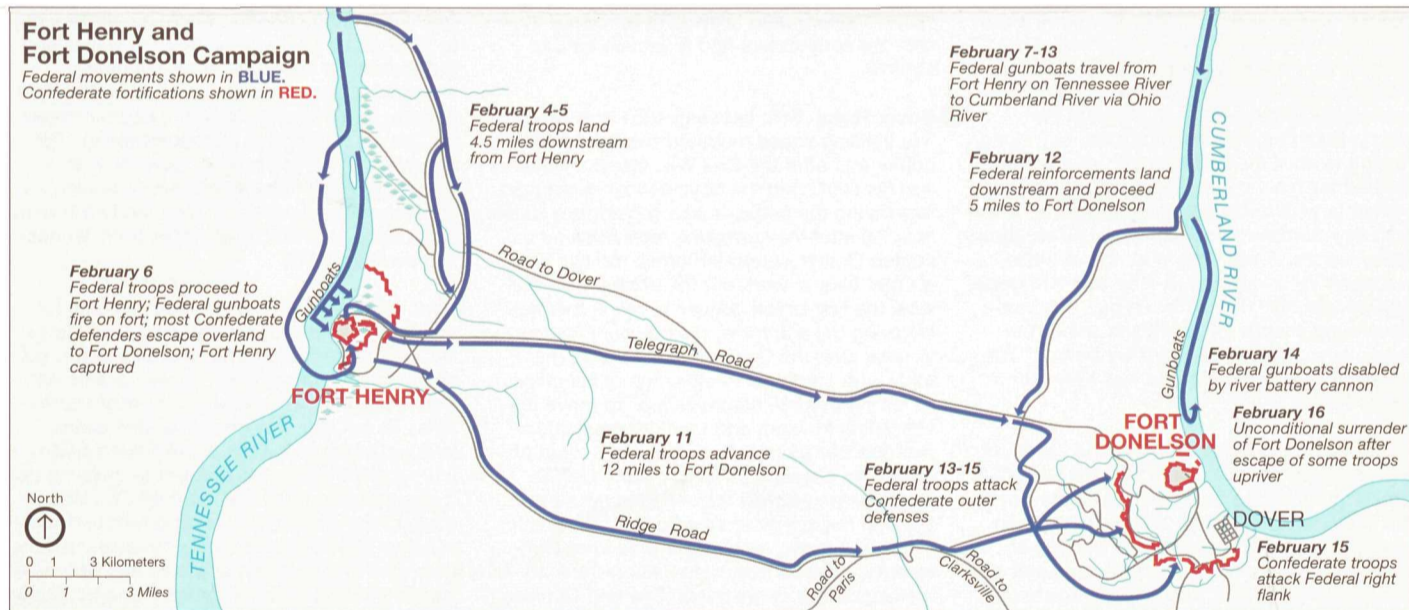 Fort Henry and
Fort Donelson Campaign
Federal movements shown in BLUE.
Confederate fortifications shown in RED.
February 4-5
Federal troops land
4.5 miles downstream
from Fort Henry
February 7-13
Federal gunboats travel from
Fort Henry on Tennessee River
to Cumberland River via Ohio
River
February 12
Federal reinforcements land
downstream and proceed
5 miles to Fort Donelson
CUMBERLAND RIVER
February 6
Federal troops proceed to
Fort Henry; Federal gunboats
fire on fort; most Confederate
defenders escape overland
to Fort Donelson; Fort Henry
captured
Gunboats
Road to Dover
Telegraph Road
FORT HENRY
Gunboats
February 14
Federal gunboats disabled
by river battery cannon
FORT
DONELSON
February 16
Unconditional surrender
of Fort Donelson after
escape of some troops
upriver
TENNESSEE RIVER
February 11
Federal troops advance
12 miles to Fort Donelson
February 13-15
Federal troops attack
Confederate outer
defenses
Ridge Road
DOVER
February 15
Confederate troops
attack Federal right
flank
Road to
Paris
Road to
Clarksville
North
0 1 3 Kilometers
0 1 3 Miles